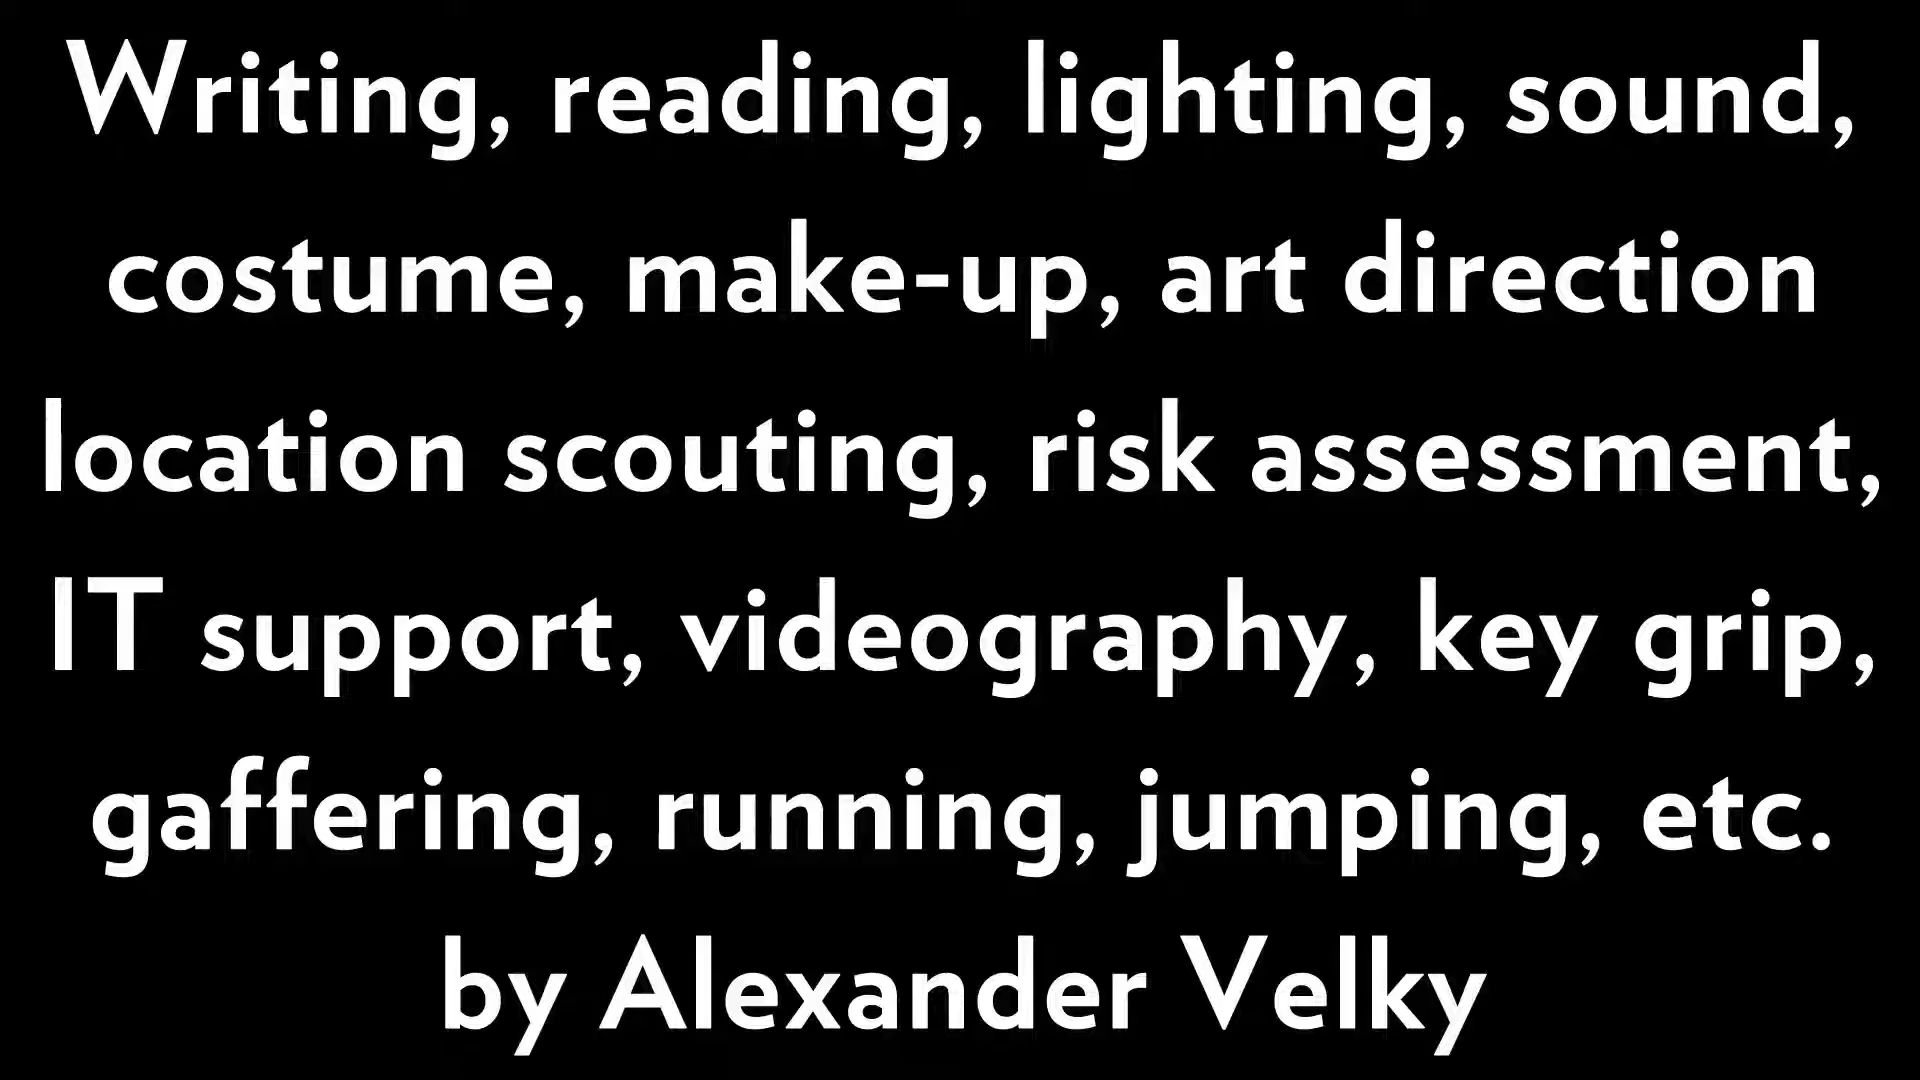 Writing, reading, lighting, sound,
costume, make-up, art direction
location scouting, risk assessment,
IT support, videography, key grip,
gaffering, running, jumping, etc.
by Alexander Velky